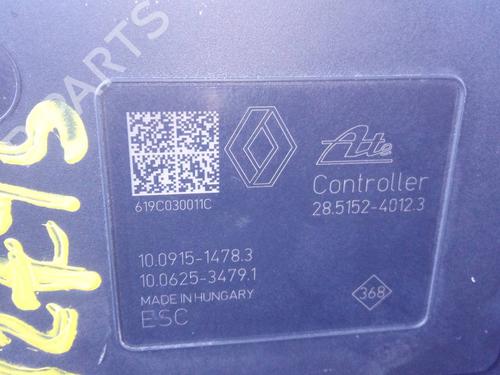 PARTS
Ate
Controller
28.5152-4012.3
619C030011C
10.0915-1478.3
10.0625-3479.1
MADE IN HUNGARY
ESC
368